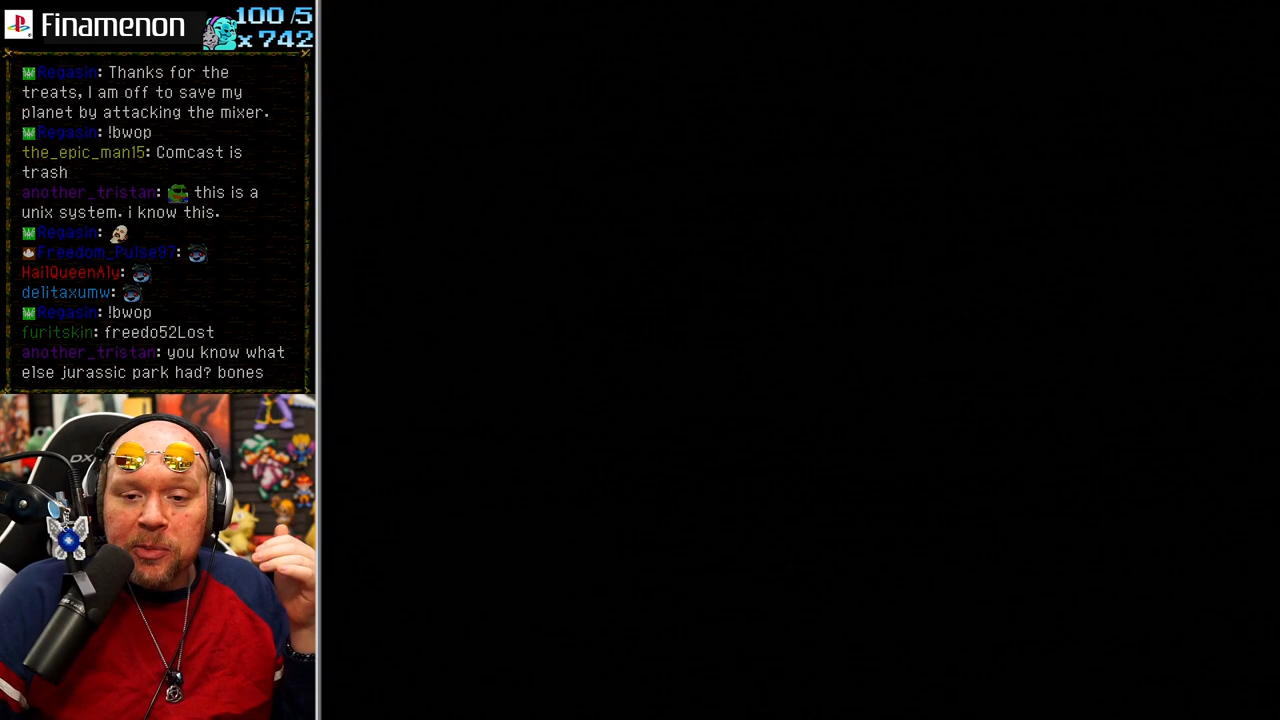 Finamenon
100/5
x 742
Regasin: Thanks for the
treats, I am off to save my
planet by attacking the mixer.
Regasin: !bwop
the_epic_man15: Comcast is
trash
another_tristan: this is a
unix system. i know this.
Regasin:
Freedom_Pulse97:
HailQueenAly:
delitaxumw:
Regasin: !bwop
furitskin: freedo52Lost
another_tristan: you know what
else jurassic park had? bones
DX